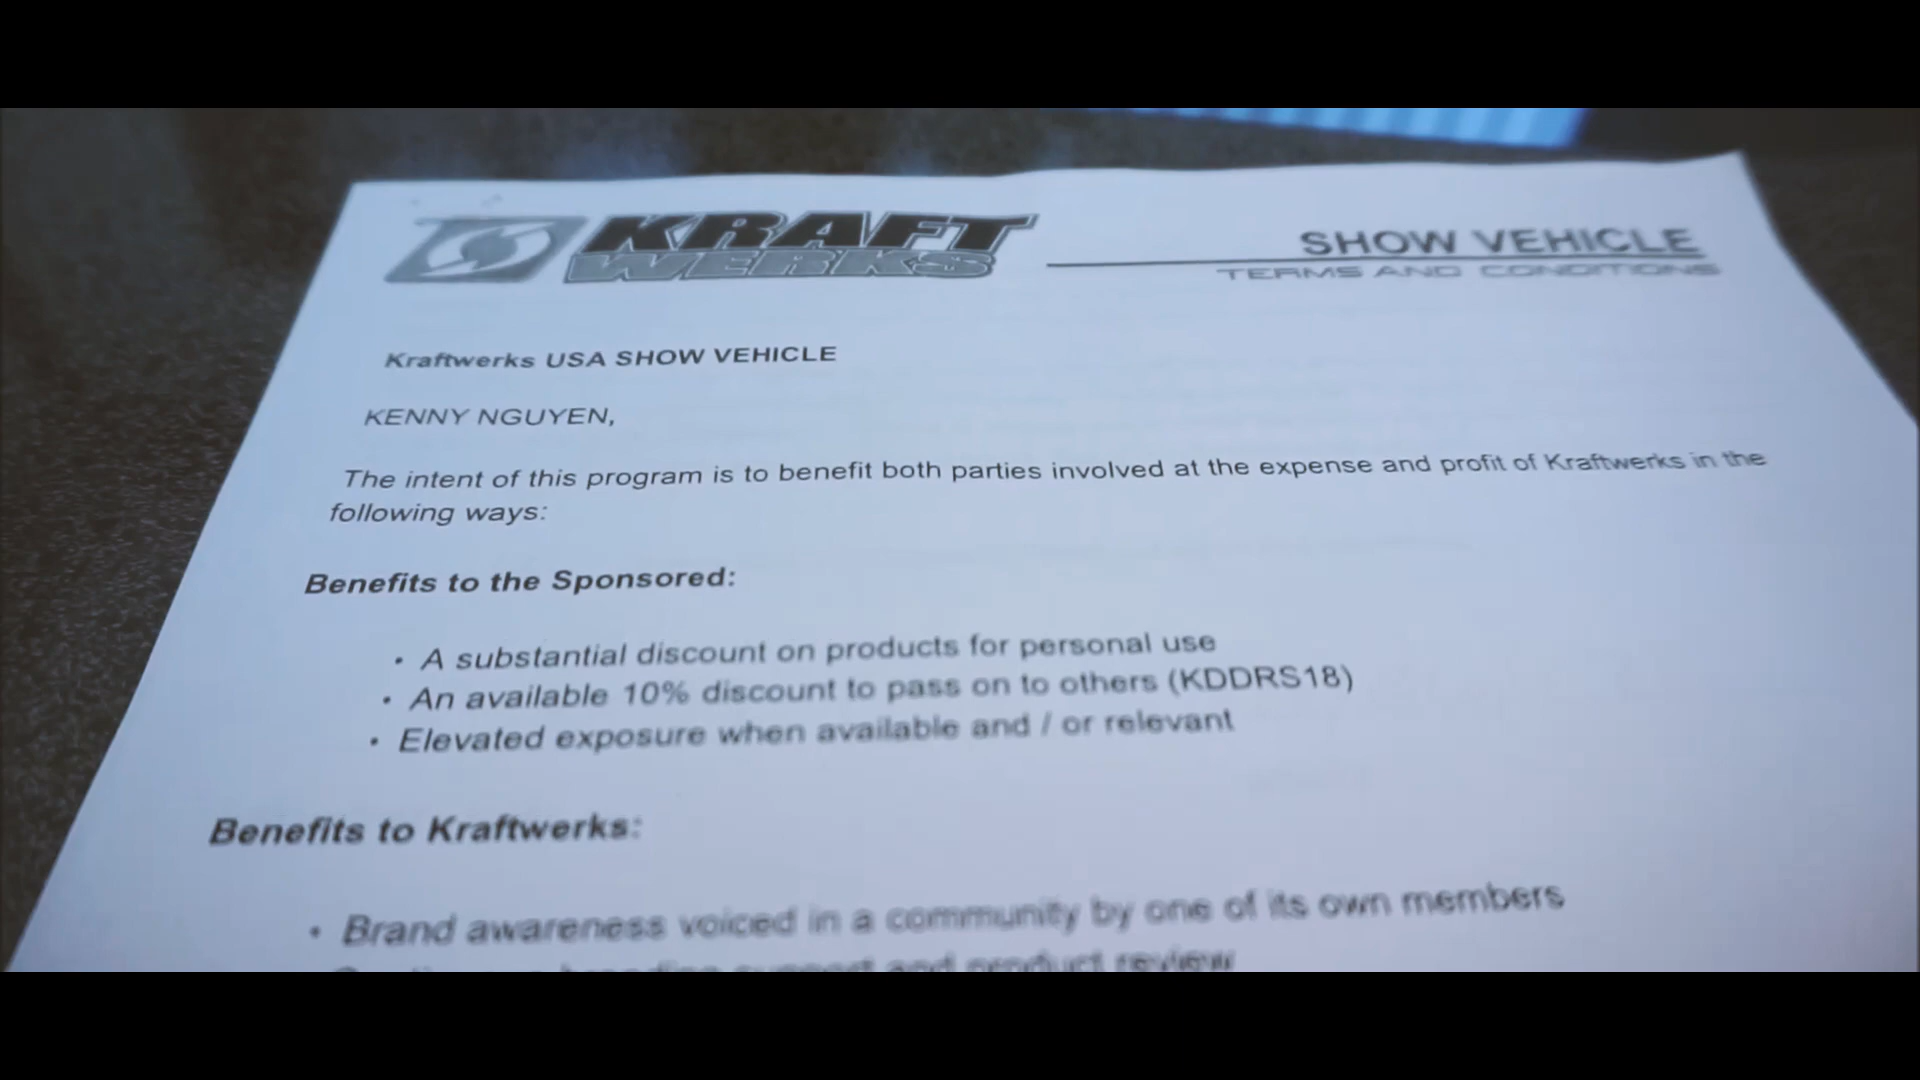 KRAFT
WERKS
SHOW VEHICLE
TERMS AND CONDITIONS
Kraftwerks USA SHOW VEHICLE
KENNY NGUYEN,
The intent of this program is to benefit both parties involved at the expense and profit of Kraftwerks in the
following ways:
Benefits to the Sponsored:
• A substantial discount on products for personal use
• An available 10% discount to pass on to others (KDDRS18)
• Elevated exposure when available and / or relevant
Benefits to Kraftwerks:
• Brand awareness voiced in a community by one of its own members
support and product review